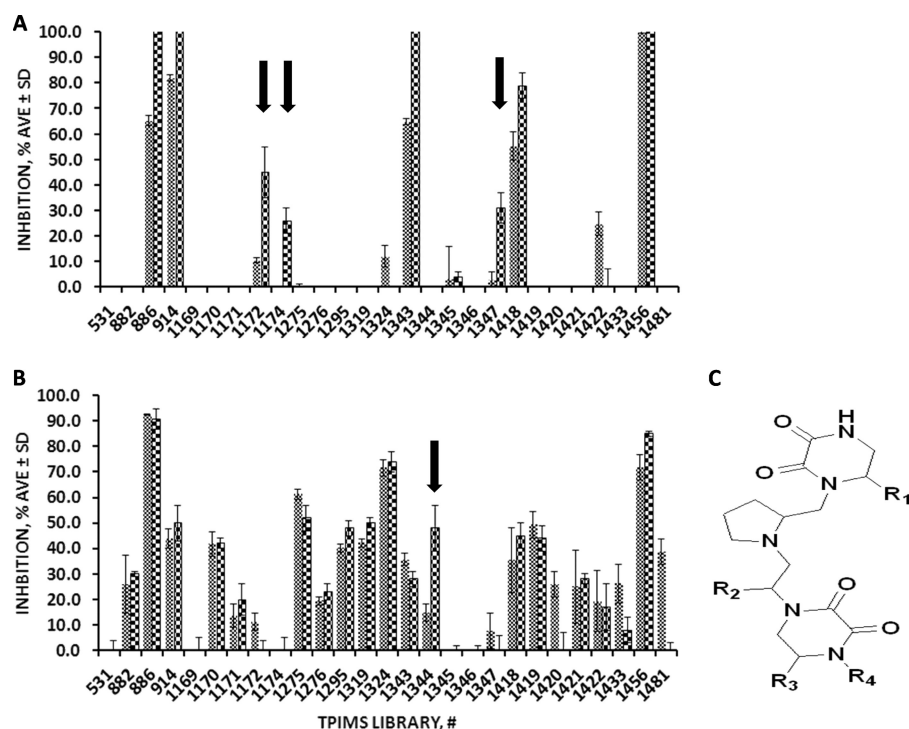 A
INHBITION, % AVE ± SD
100.0
90.0
80.0
70.0
60.0
50.0
40.0
30.0
20.0
10.0
0.0
531 882 886 914 1169 1170 1171 1172 1174 1275 1276 1295 1319 1324 1343 1344 1345 1346 1347 1418 1419 1420 1421 1422 1433 1456 1481
B
INHBITION, % AVE ± SD
100.0
90.0
80.0
70.0
60.0
50.0
40.0
30.0
20.0
10.0
0.0
531 882 886 914 1169 1170 1171 1172 1174 1275 1276 1295 1319 1324 1343 1344 1345 1346 1347 1418 1419 1420 1421 1422 1433 1456 1481
TPIMS LIBRARY, #
C
H
O N
O
N R1
N
R2 O
N
O
N
R3 R4